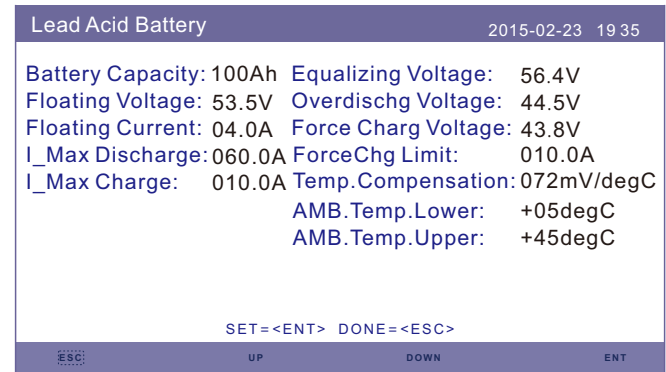 Lead Acid Battery 2015-02-23 19 35
Battery Capacity: 100Ah Equalizing Voltage: 56.4V
Floating Voltage: 53.5V Overdischg Voltage: 44.5V
Floating Current: 04.0A Force Charg Voltage: 43.8V
I_Max Discharge: 060.0A ForceChg Limit: 010.0A
I_Max Charge: 010.0A Temp.Compensation: 072mV/degC
AMB.Temp.Lower: +05degC
AMB.Temp.Upper: +45degC
SET=<ENT> DONE=<ESC>
ESC UP DOWN ENT